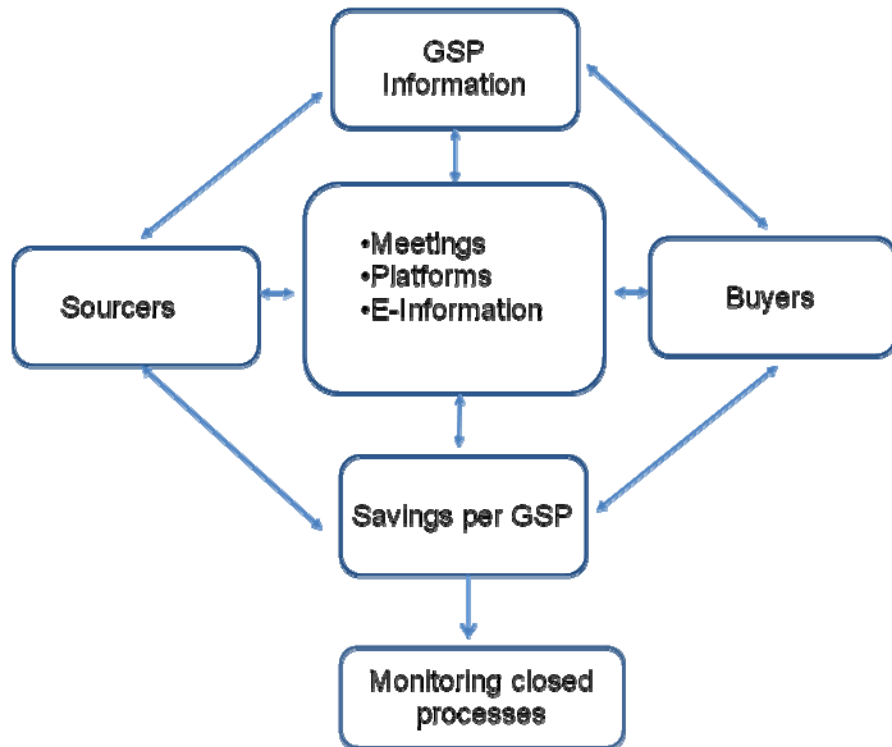 GSP
Information
•Meetings
•Platforms
•E-Information
Sourcers
Buyers
Savings per GSP
Monitoring closed
processes